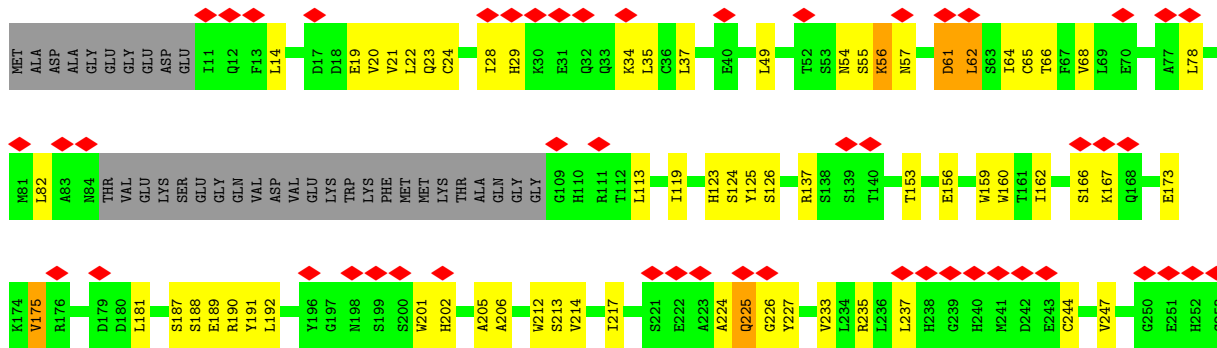 MET ALA ASP ALA GLY GLU GLY GLU ASP GLU I11 Q12 F13 L14 D17 D18 E19 V20 V21 L22 Q23 C24 I28 H29 K30 E31 Q32 Q33 K34 L35 C36 L37 E40 L49 T52 S53 N54 S55 K56 N57 D61 L62 S63 I64 C65 T66 F67 V68 L69 E70 A77 L78
M81 L82 A83 N84 THR VAL GLU LYS SER GLU GLY GLN VAL ASP VAL GLU LYS TRP LYS PHE MET MET LYS THR ALA GLN GLY GLY G109 H110 R111 T112 L113 I119 H123 S124 Y125 S126 R137 S138 S139 T140 T153 E156 W159 W160 T161 I162 S166 K167 Q168 E173
K174 V175 R176 D179 D180 L181 S187 S188 E189 R190 Y191 L192 Y196 G197 N198 S199 S200 W201 H202 A205 A206 W212 S213 V214 I217 S221 E222 A223 A224 Q225 G226 Y227 V233 L234 R235 L236 L237 H238 G239 H240 M241 D242 E243 C244 V247 G250 E251 H252